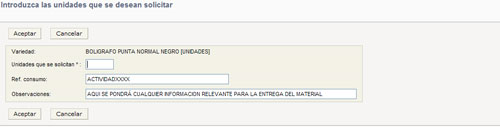 Introduzca las unidades que se desean solicitar
Aceptar Cancelar
Variedad: BOLIGRAFO PUNTA NORMAL NEGRO [UNIDADES]
Unidades que se solicitan * :
Ref. consumo: ACTIVIDADXXXX
Observaciones: AQUI SE PONDRÁ CUALQUIER INFORMACION RELEVANTE PARA LA ENTREGA DEL MATERIAL
Aceptar Cancelar